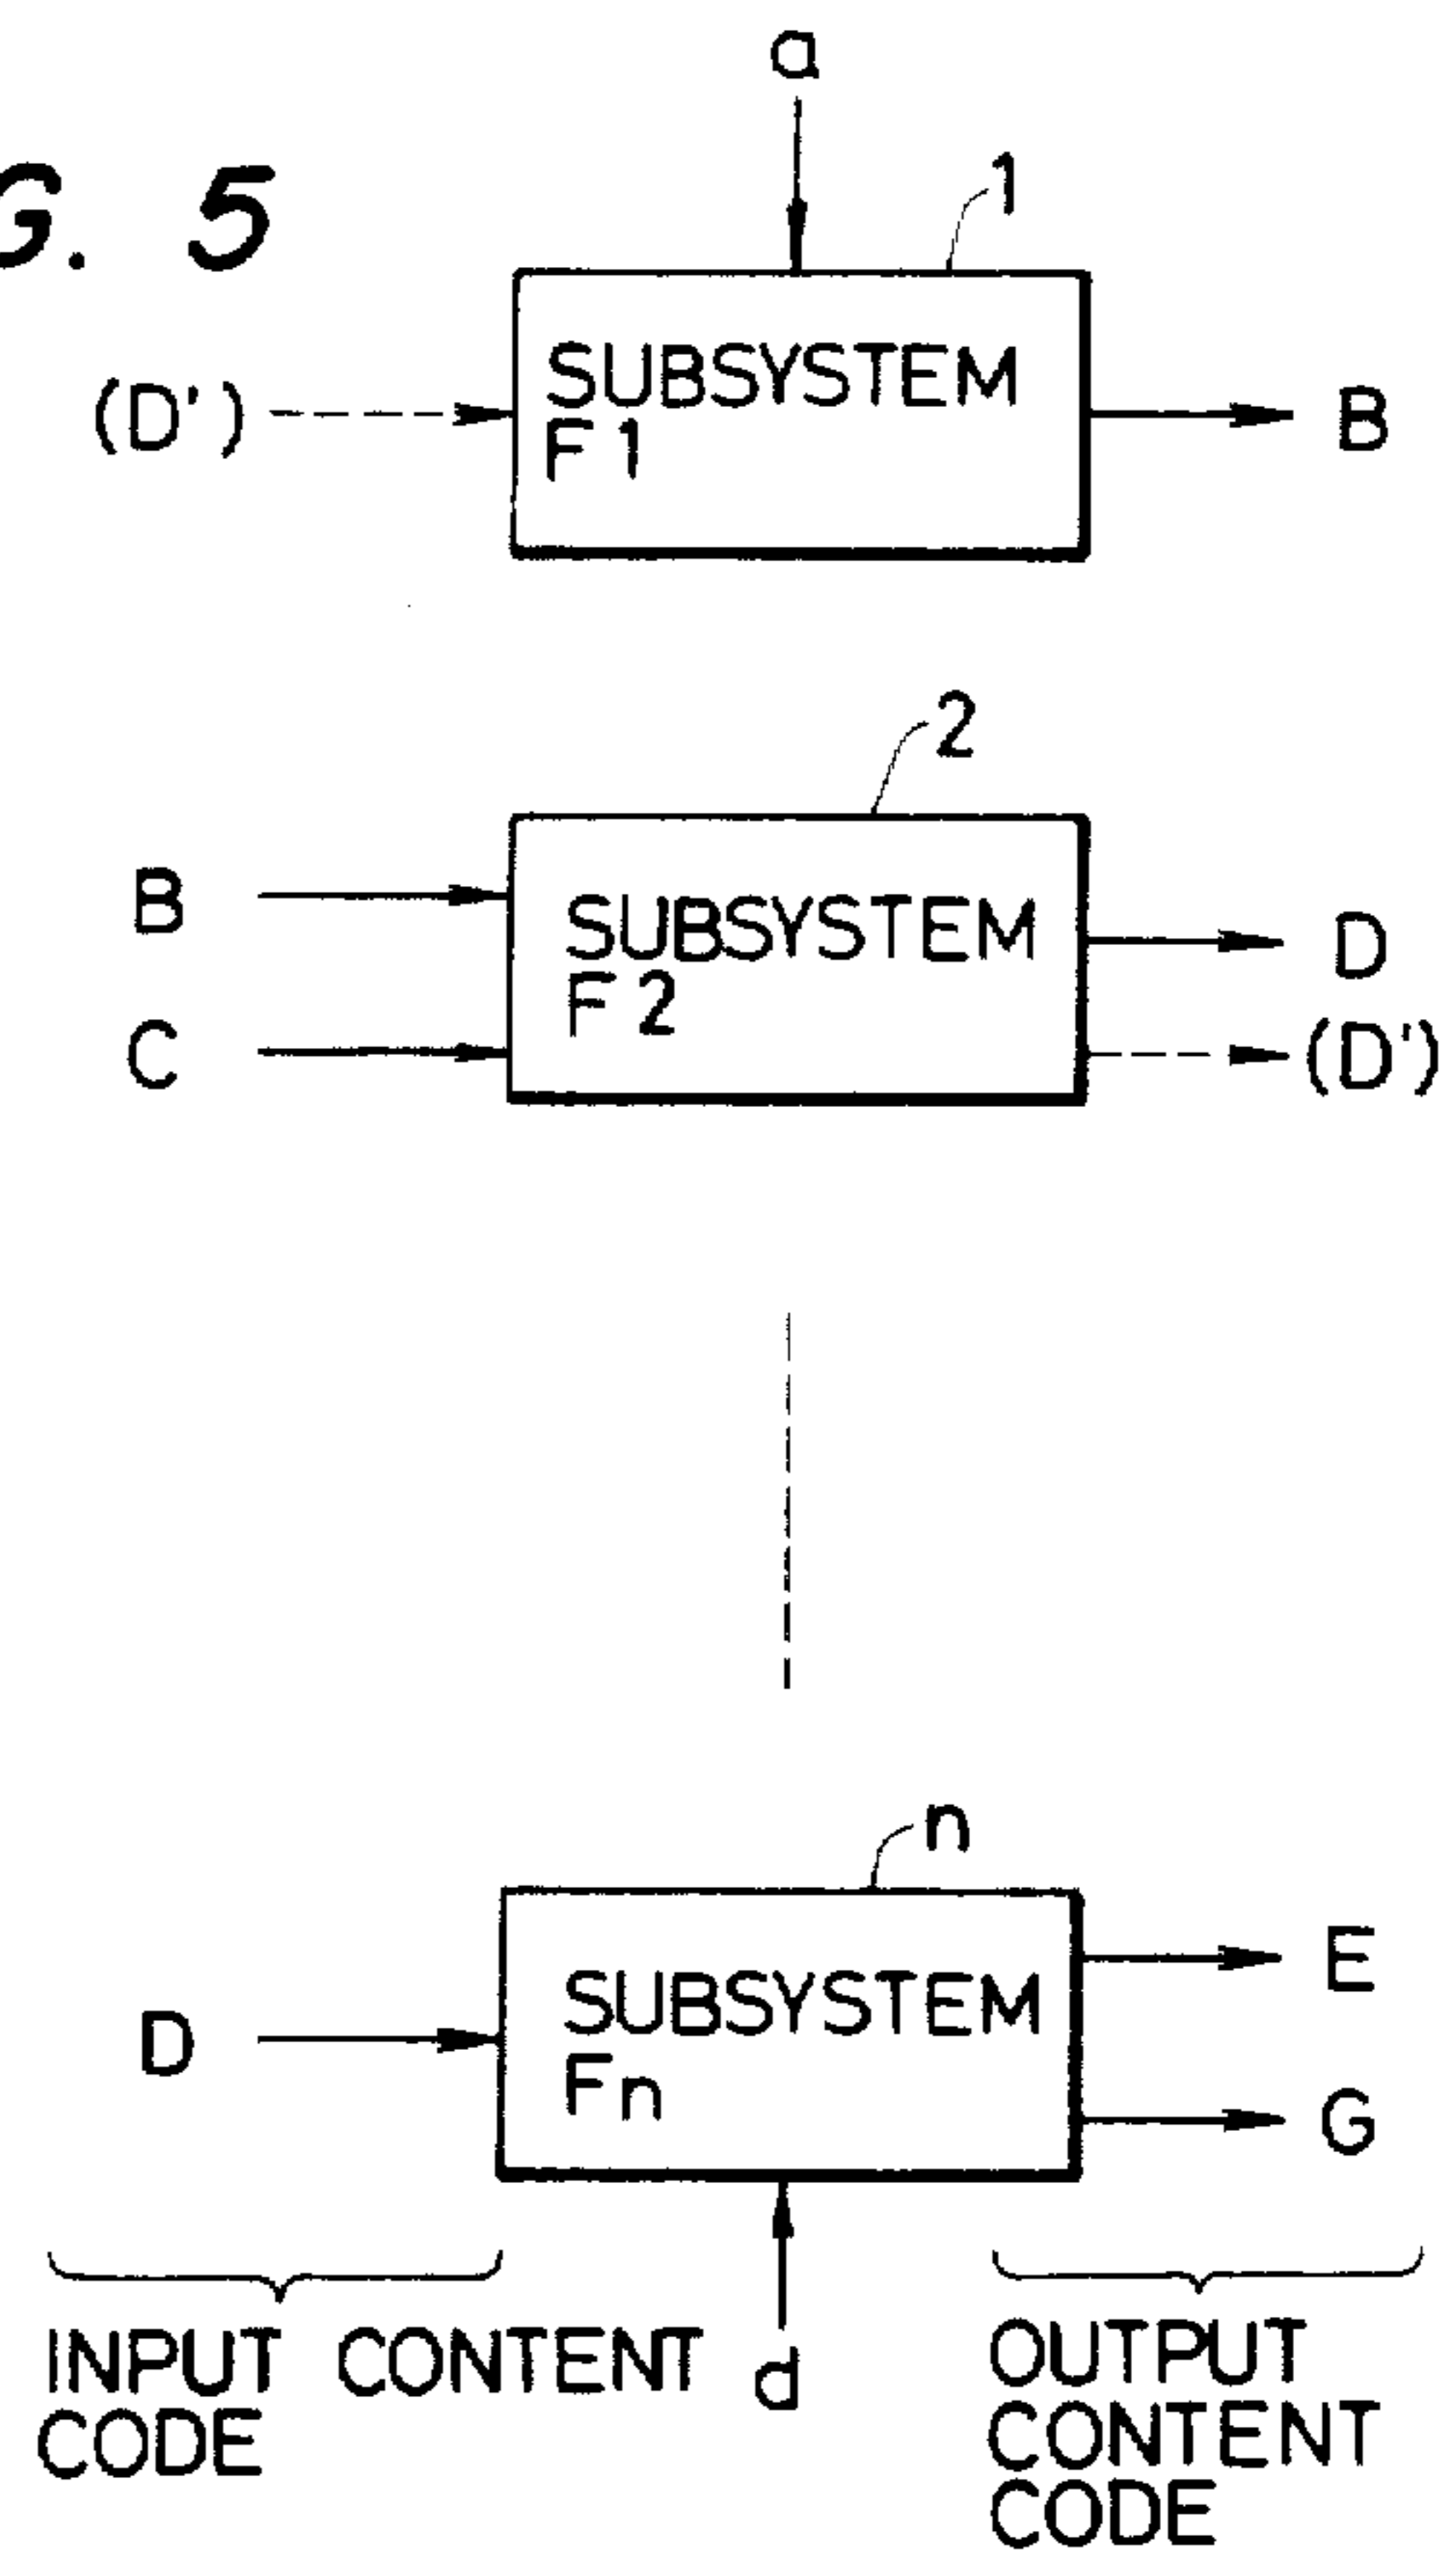 G. 5
a
1
(D')
SUBSYSTEM
F1
B
2
B
SUBSYSTEM
F2
C
D
(D')
n
D
SUBSYSTEM
Fn
E
G
INPUT CONTENT
CODE
d
OUTPUT
CONTENT
CODE